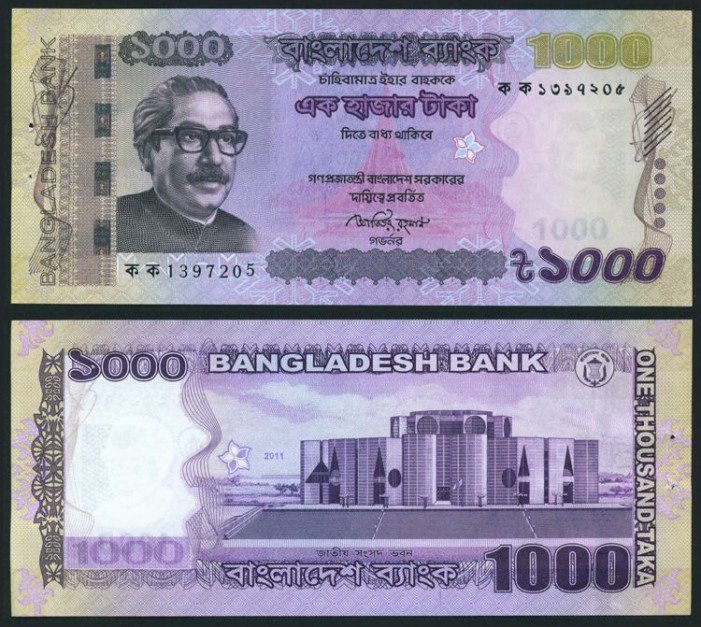 BANGLADESH BANK
১০০০
বাংলাদেশ ব্যাংক
1000
চাহিবামাত্র ইহার বাহককে
ক ক ১৩৯৭২০৫
এক হাজার টাকা
দিতে বাধ্য থাকিবে
গণপ্রজাতন্ত্রী বাংলাদেশ সরকারের
দায়িত্বে প্রবর্তিত
গভর্নর
1000
ক ক 1397205
৳১০০০
১০০০
BANGLADESH BANK
ONE THOUSAND TAKA
2011
1000
জাতীয় সংসদ ভবন
বাংলাদেশ ব্যাংক
1000